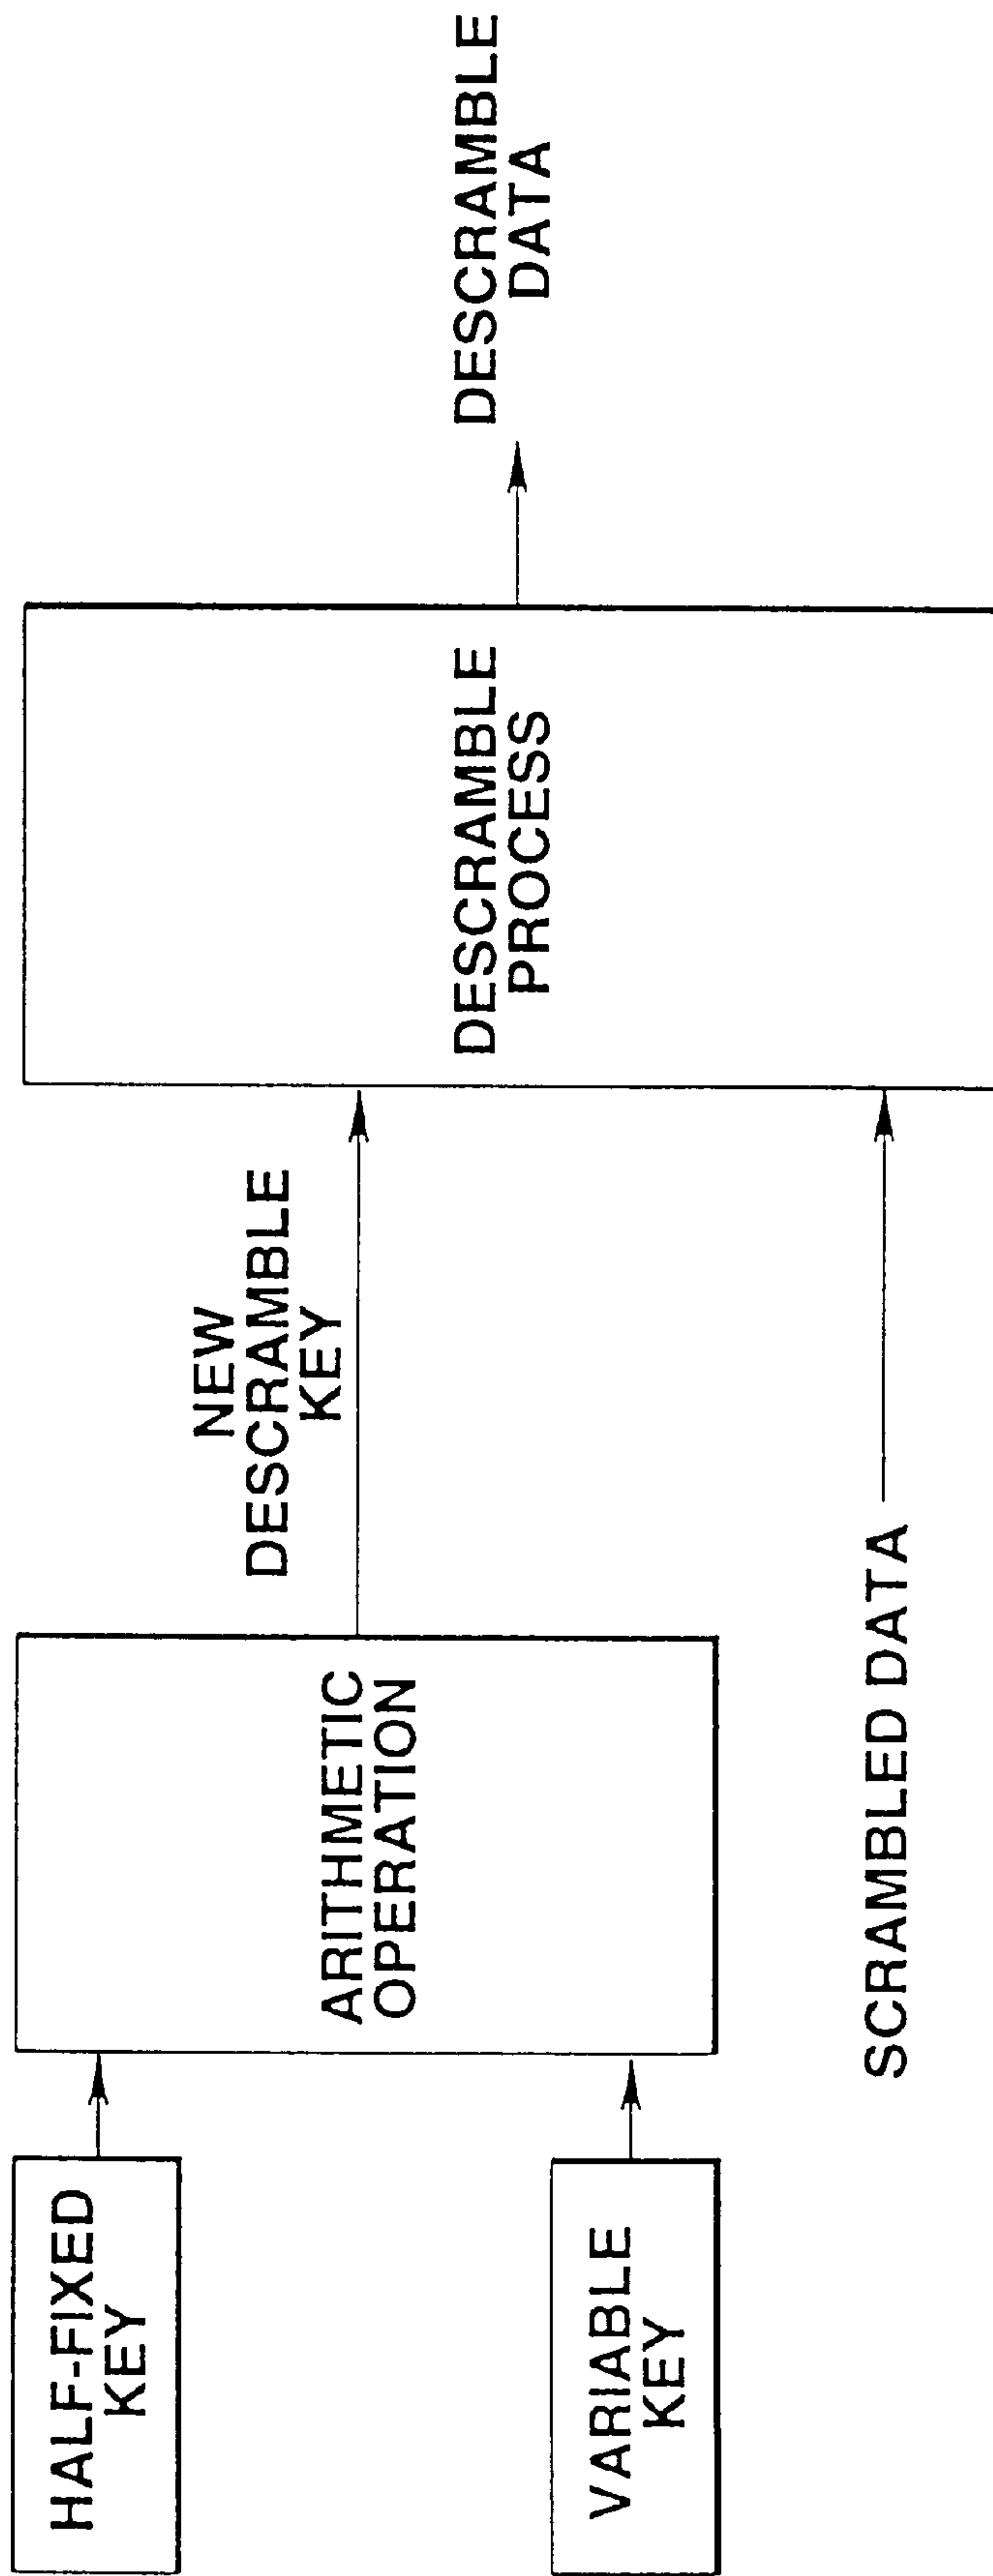 HALF-FIXED
KEY
VARIABLE
KEY
ARITHMETIC
OPERATION
NEW
DESCRAMBLE
KEY
SCRAMBLED DATA
DESCRAMBLE
PROCESS
DESCRAMBLE
DATA